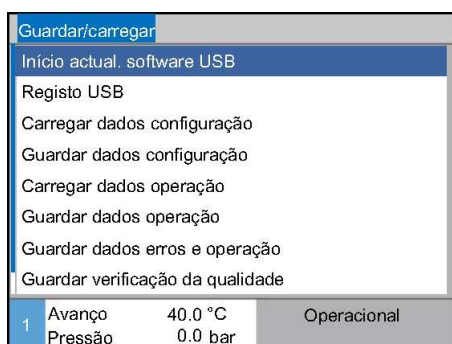 Guardar/carregar
Início actual. software USB
Registo USB
Carregar dados configuração
Guardar dados configuração
Carregar dados operação
Guardar dados operação
Guardar dados erros e operação
Guardar verificação da qualidade
1 Avanço 40.0 °C Operacional
Pressão 0.0 bar